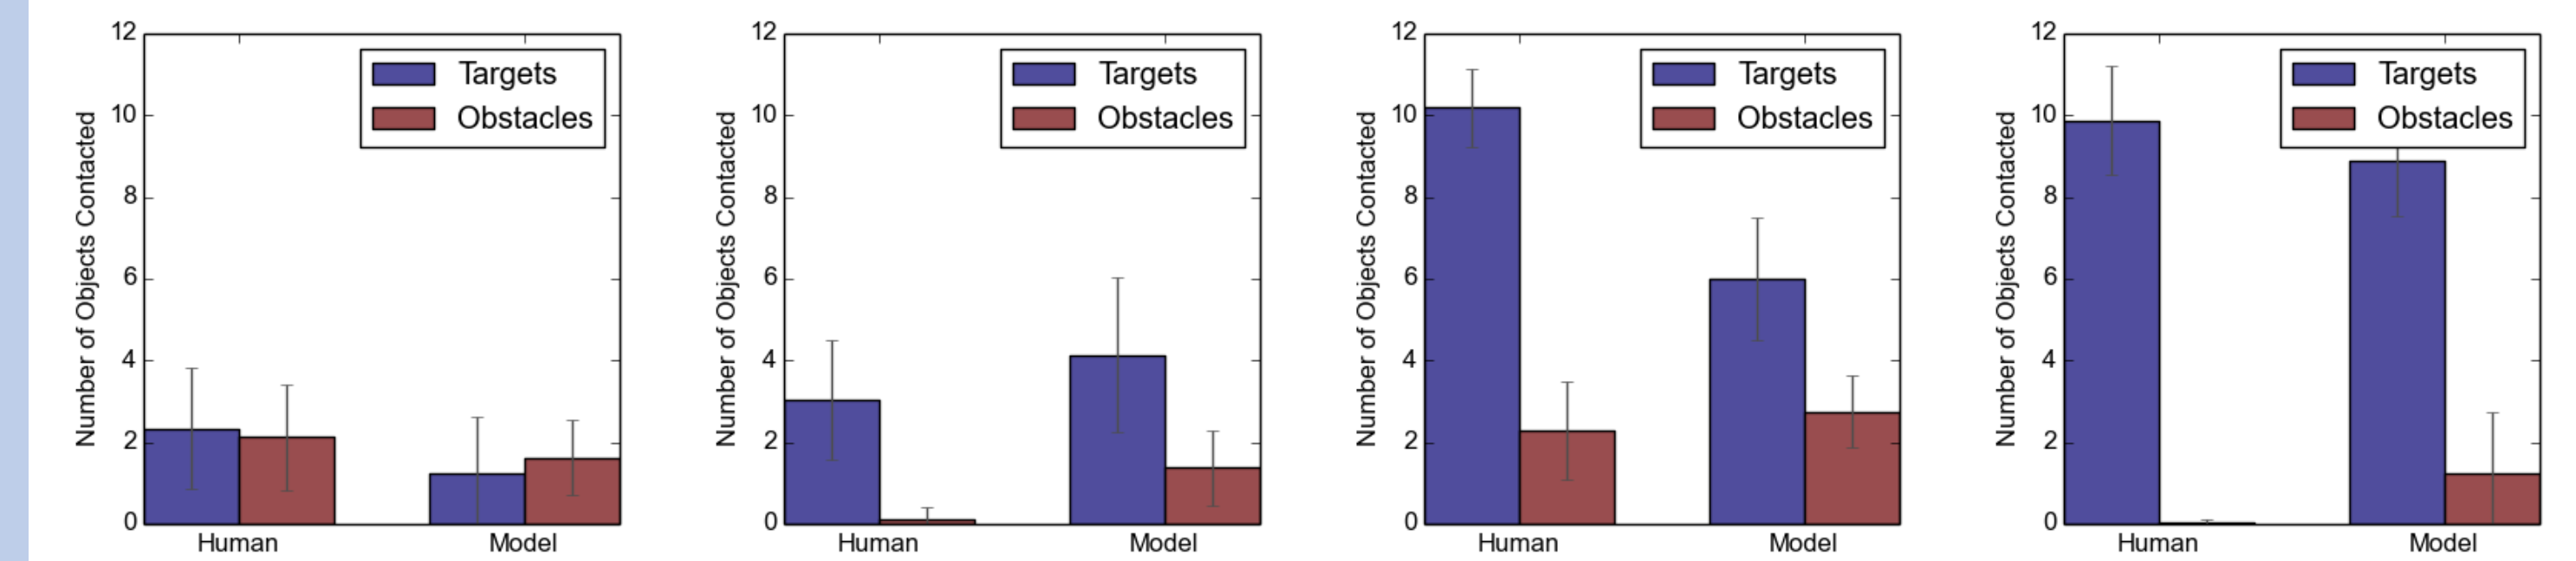 Number of Objects Contacted
12
10
8
6
4
2
0
Targets
Obstacles
Human Model
Number of Objects Contacted
12
10
8
6
4
2
0
Targets
Obstacles
Human Model
Number of Objects Contacted
12
10
8
6
4
2
0
Targets
Obstacles
Human Model
Number of Objects Contacted
12
10
8
6
4
2
0
Targets
Obstacles
Human Model